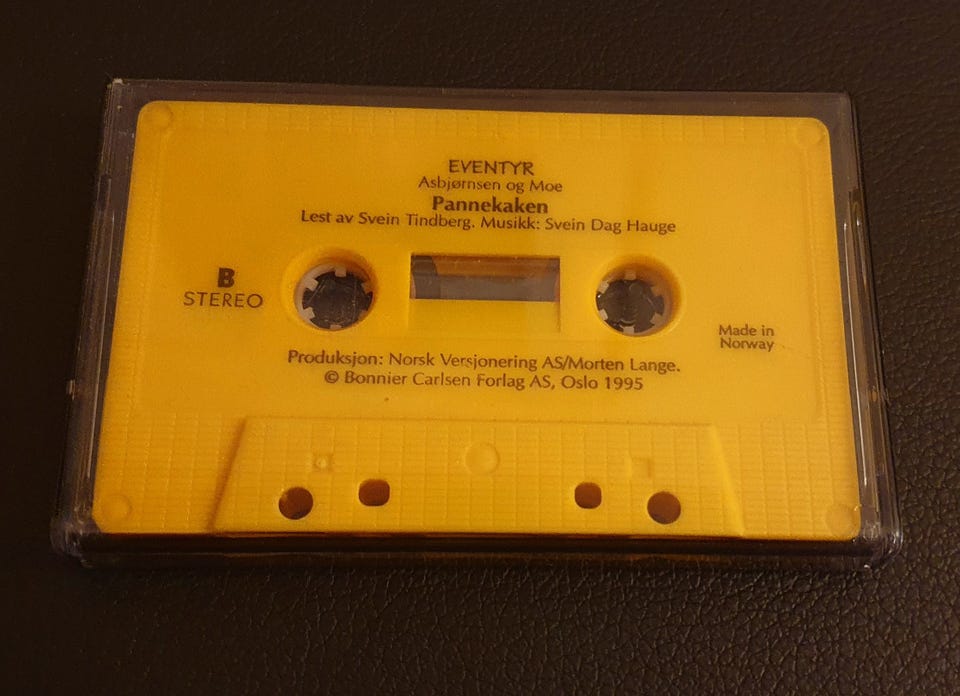 EVENTYR
Asbjørnsen og Moe
Pannekaken
Lest av Svein Tindberg. Musikk: Svein Dag Hauge
B
STEREO
Made in
Norway
Produksjon: Norsk Versjonering AS/Morten Lange.
© Bonnier Carlsen Forlag AS, Oslo 1995